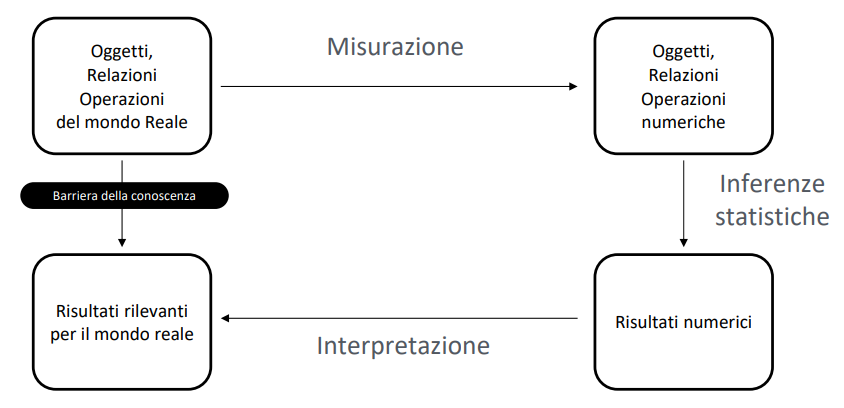 Oggetti,
Relazioni
Operazioni
del mondo Reale
Misurazione
Oggetti,
Relazioni
Operazioni
numeriche
Barriera della conoscenza
Inferenze
statistiche
Risultati rilevanti
per il mondo reale
Interpretazione
Risultati numerici